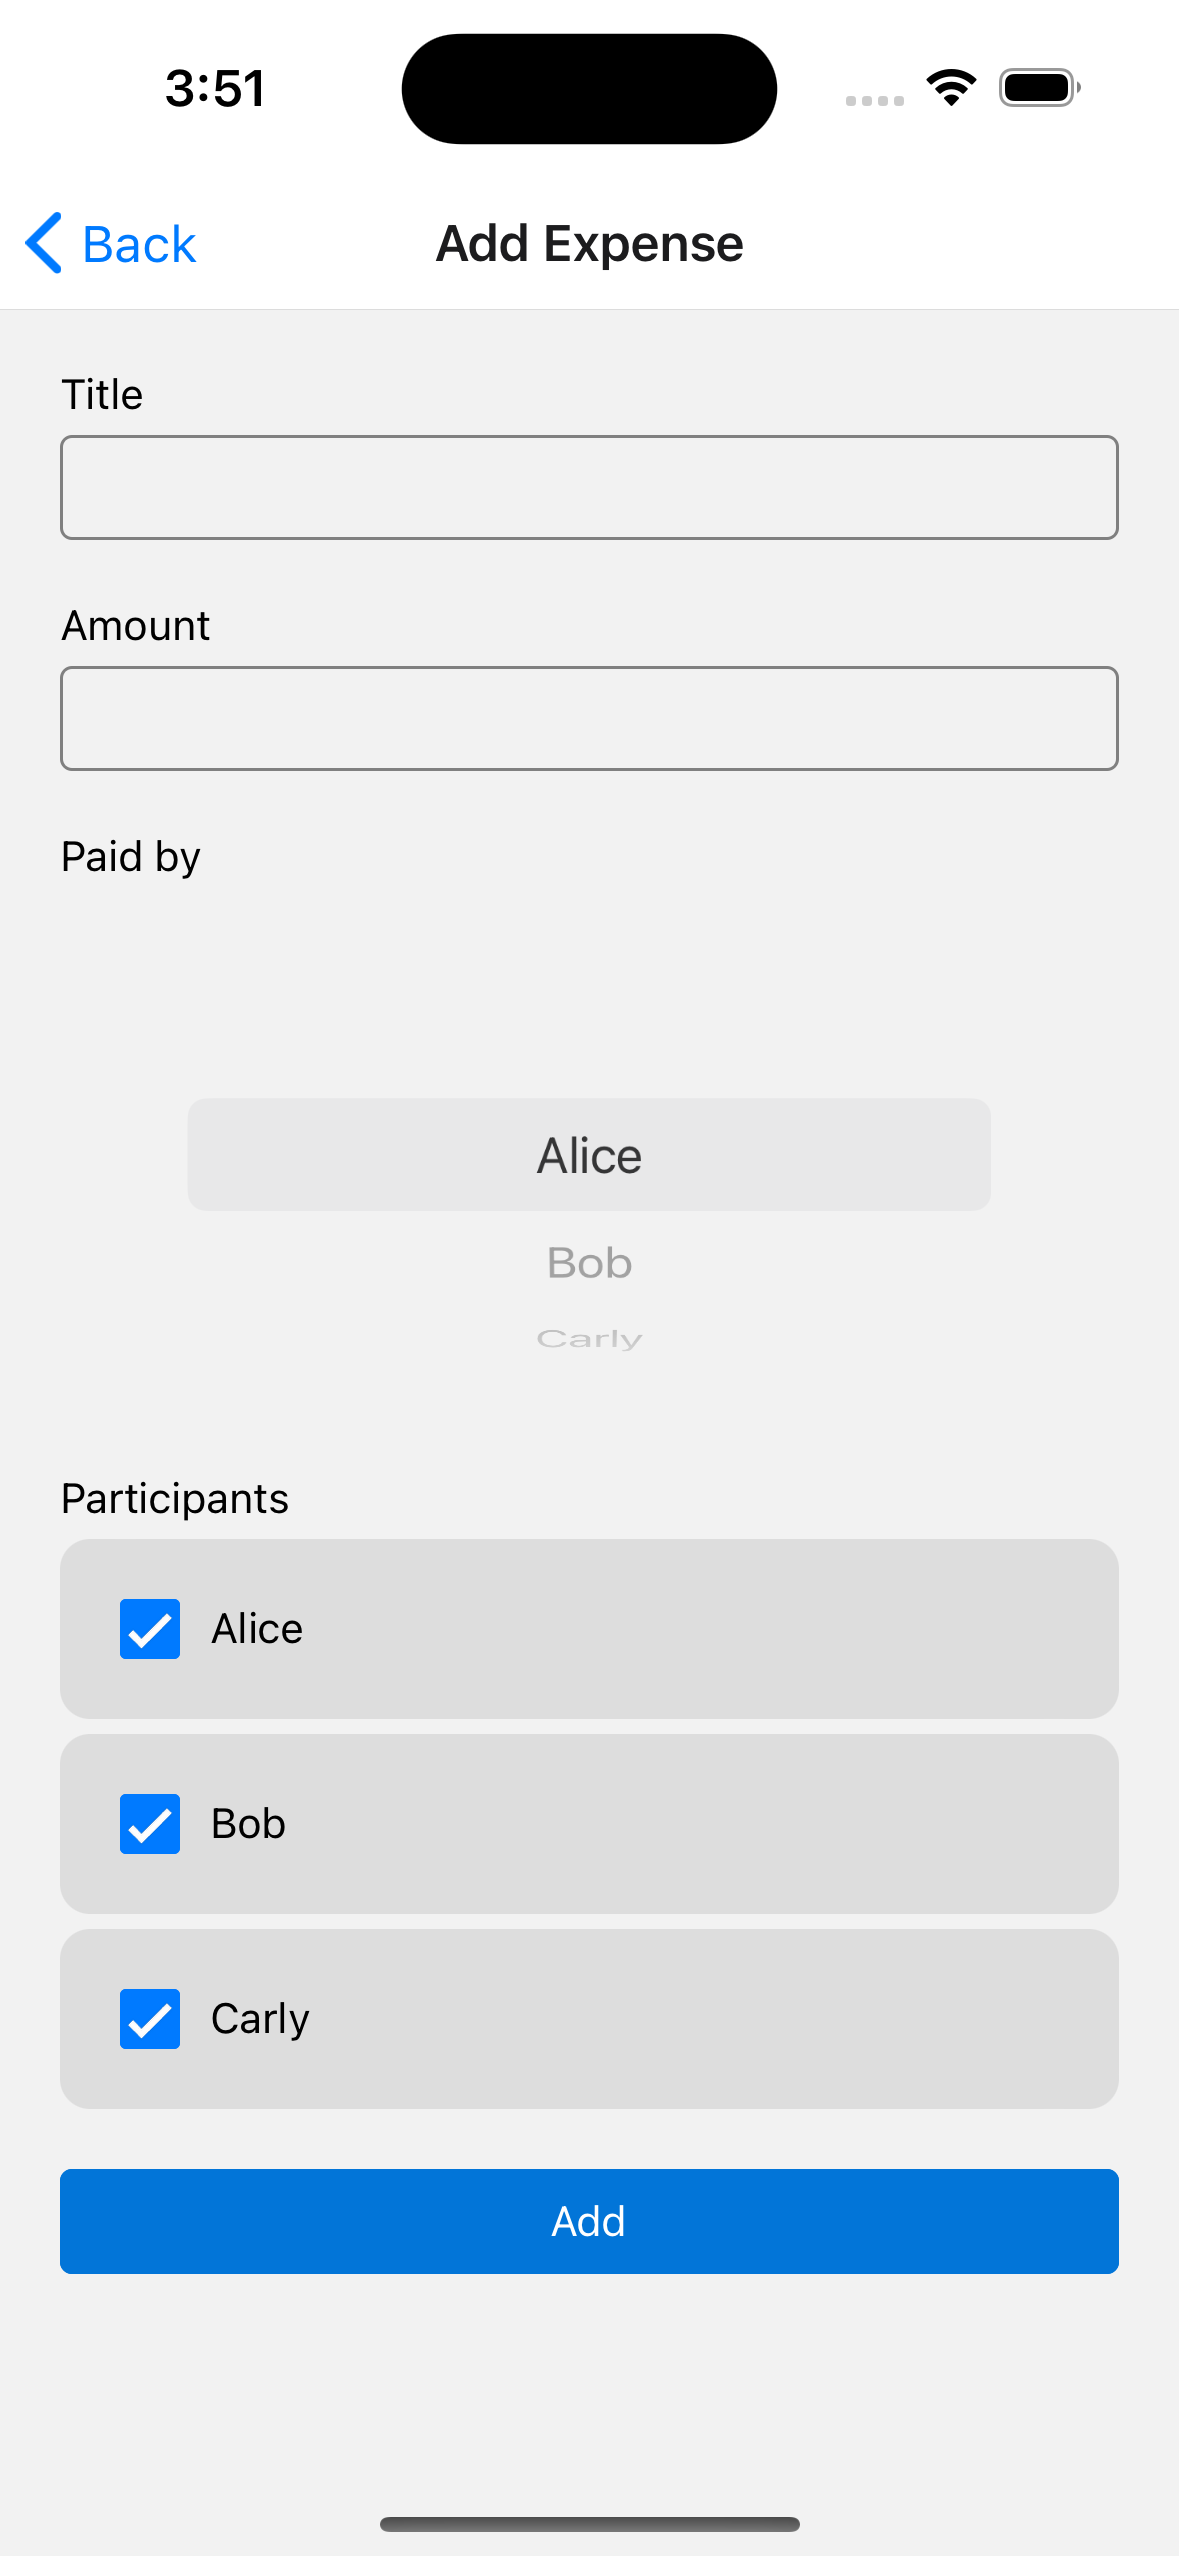 3:51
Back
Add Expense
Title
Amount
Paid by
Alice
Bob
Carly
Participants
Alice
Bob
Carly
Add